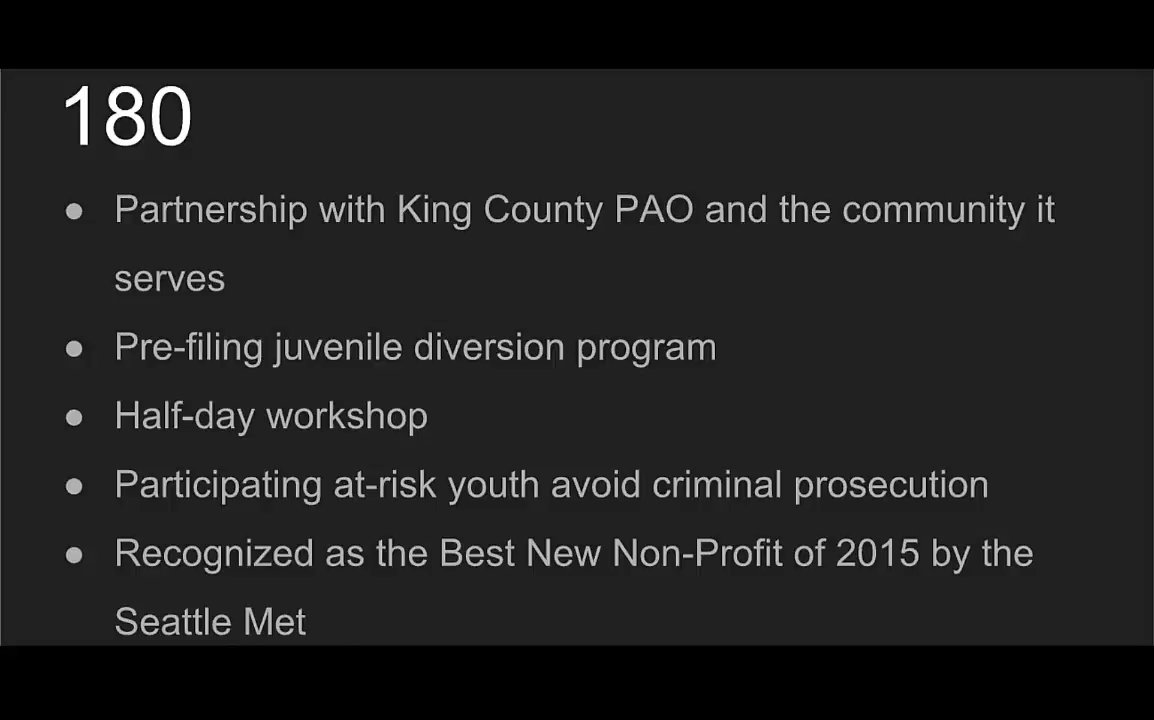 180
● Partnership with King County PAO and the community it
serves
● Pre-filing juvenile diversion program
● Half-day workshop
● Participating at-risk youth avoid criminal prosecution
● Recognized as the Best New Non-Profit of 2015 by the
Seattle Met